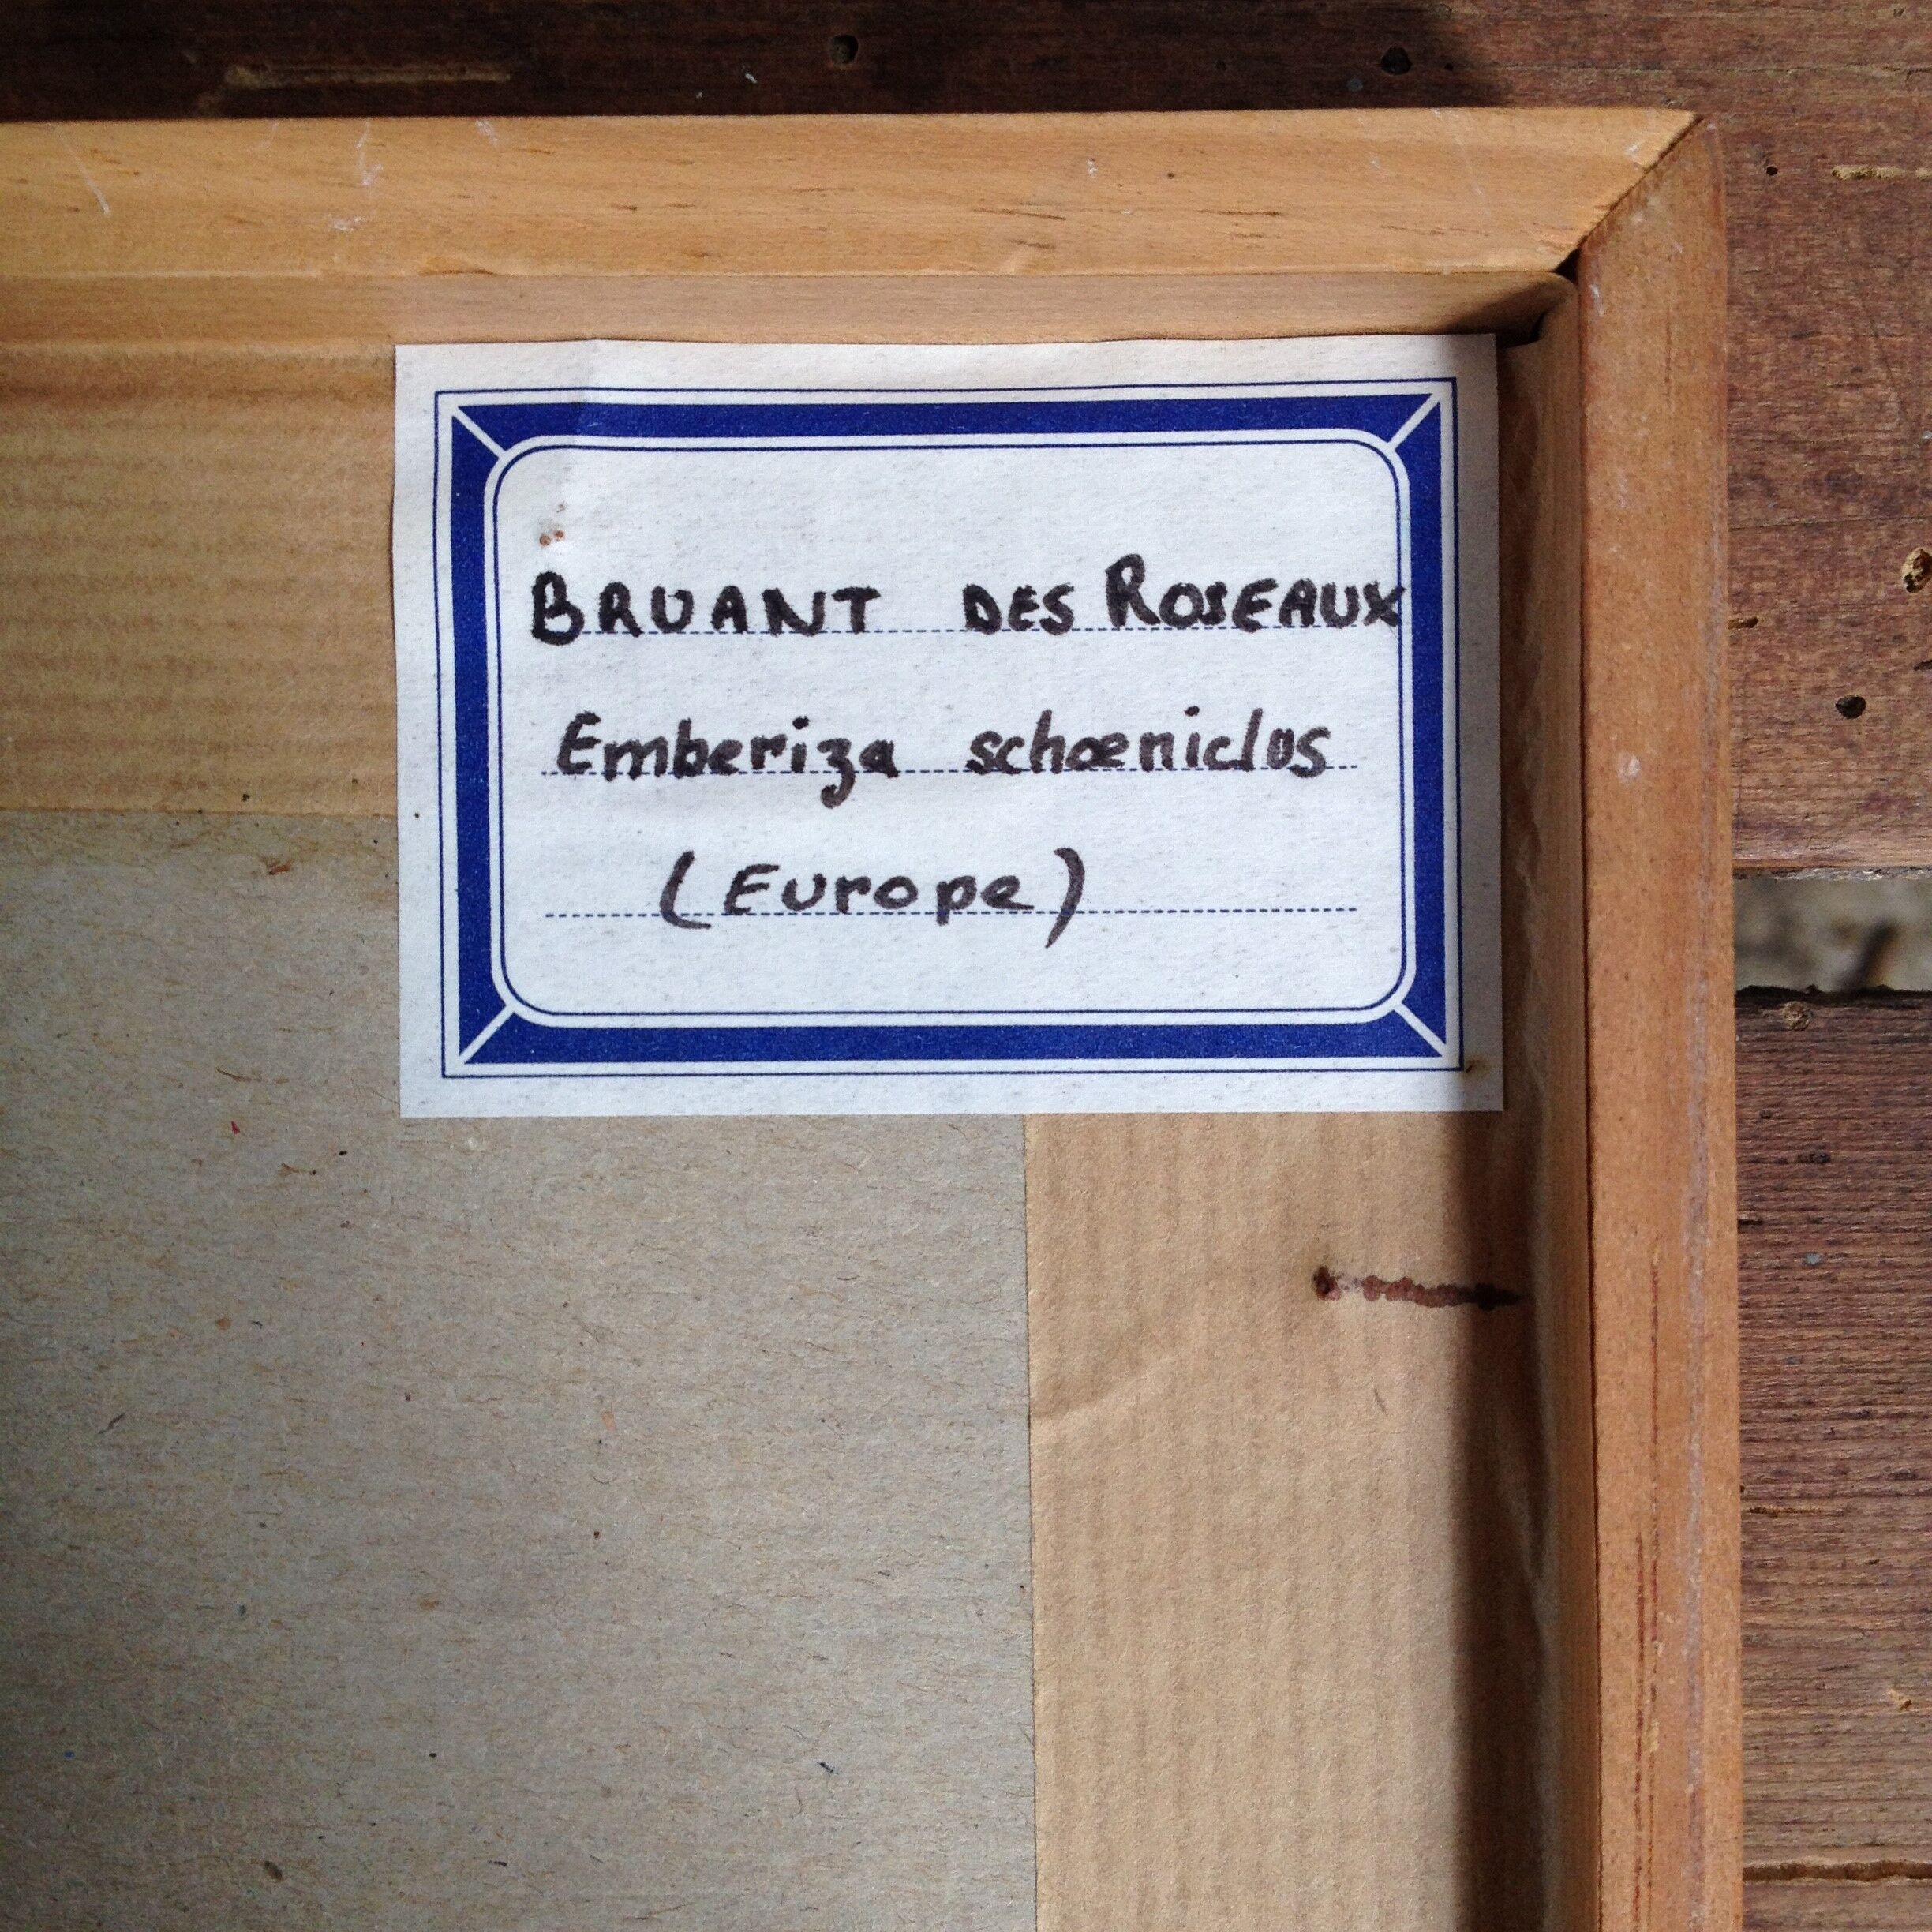 BRUANT DES ROSEAUX
Emberiza schœniclus
(Europe)